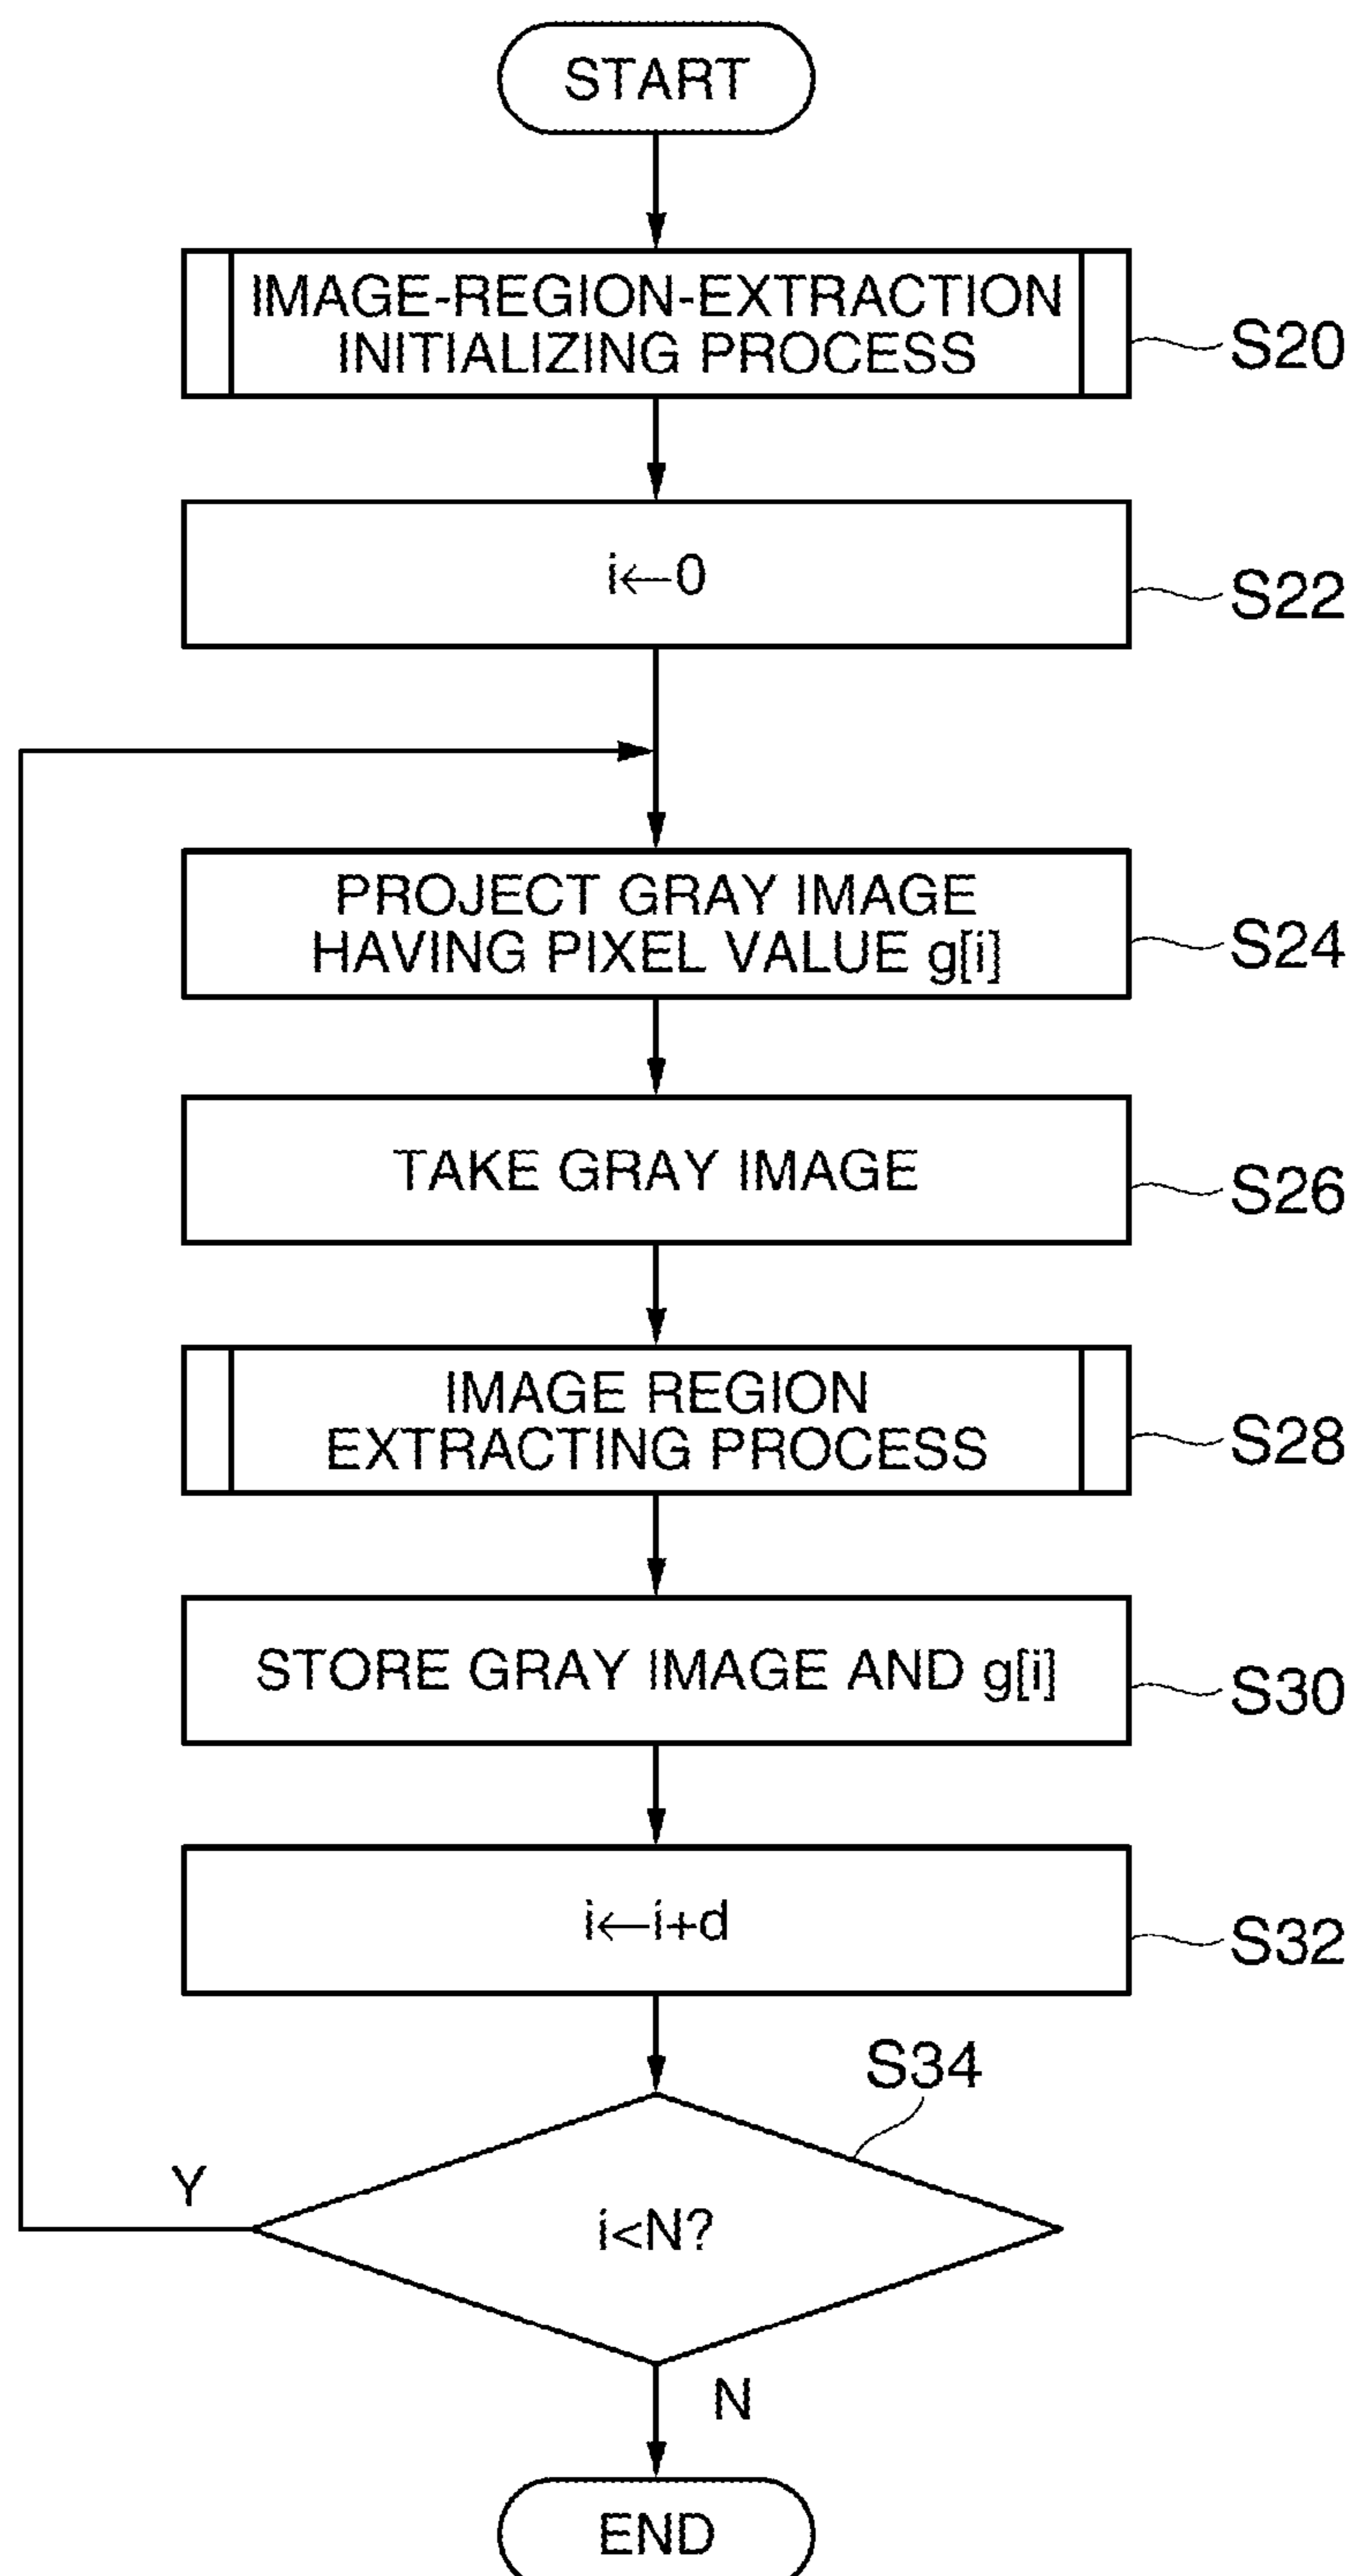 START
IMAGE-REGION-EXTRACTION
INITIALIZING PROCESS
S20
i←0
S22
PROJECT GRAY IMAGE
HAVING PIXEL VALUE g[i]
S24
TAKE GRAY IMAGE
S26
IMAGE REGION
EXTRACTING PROCESS
S28
STORE GRAY IMAGE AND g[i]
S30
i←i+d
S32
S34
Y
i<N?
N
END